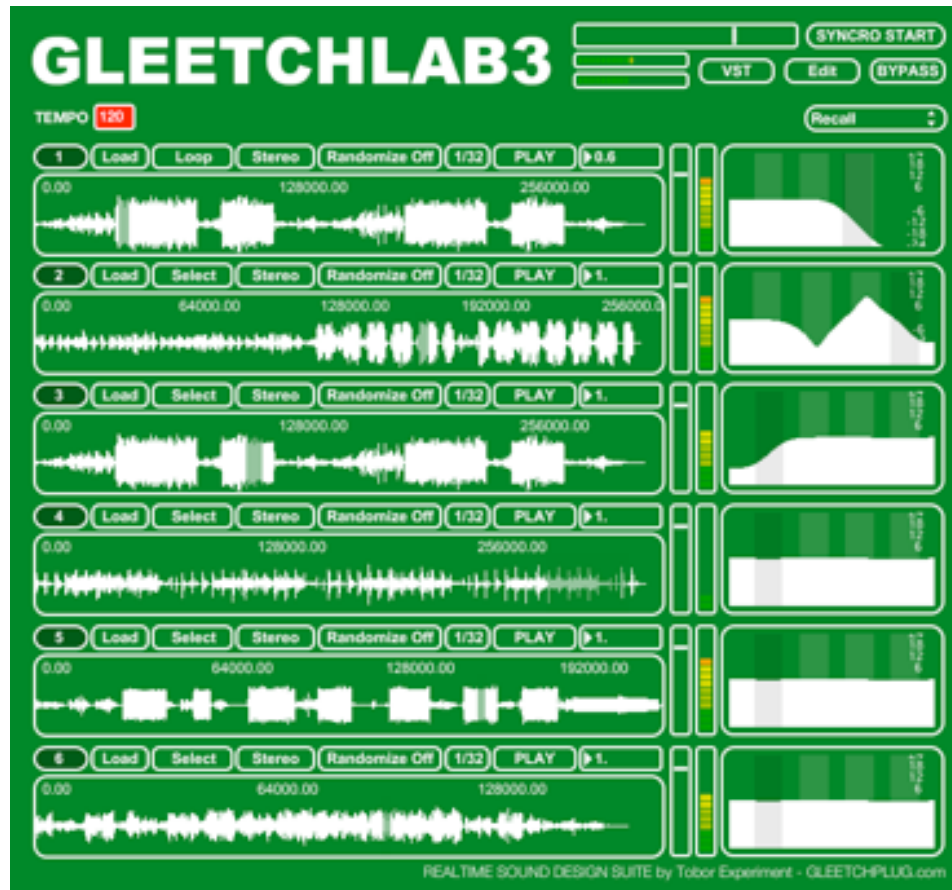 GLEETCHLAB3
SYNCRO START
VST Edit BYPASS
TEMPO 120
Recall
1 Load Loop Stereo Randomize Off 1/32 PLAY 0.6
0.00 128000.00 256000.00
2 Load Select Stereo Randomize Off 1/32 PLAY 1.
0.00 64000.00 128000.00 192000.00 256000.0
3 Load Select Stereo Randomize Off 1/32 PLAY 1.
0.00 128000.00 256000.00
4 Load Select Stereo Randomize Off 1/32 PLAY 1.
0.00 128000.00 256000.00
5 Load Select Stereo Randomize Off 1/32 PLAY 1.
0.00 64000.00 128000.00 192000.00
6 Load Select Stereo Randomize Off 1/32 PLAY 1.
0.00 64000.00 128000.00
REALTIME SOUND DESIGN SUITE by Tobor Experiment - GLEETCHPLUG.com